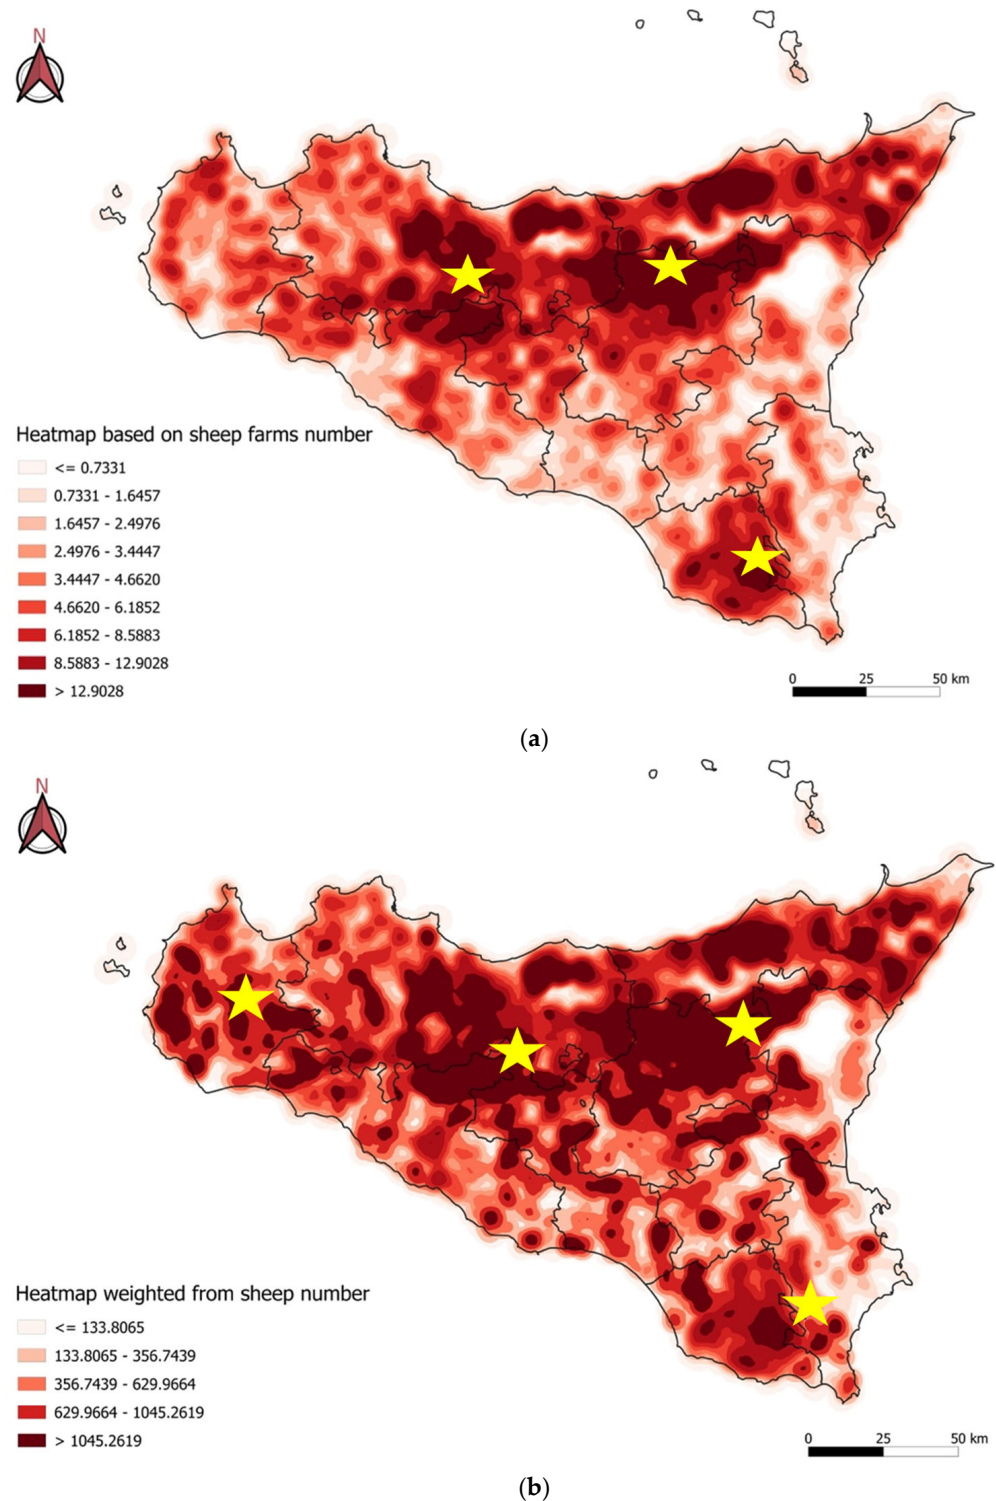 N
Heatmap based on sheep farms number
<= 0.7331
0.7331 - 1.6457
1.6457 - 2.4976
2.4976 - 3.4447
3.4447 - 4.6620
4.6620 - 6.1852
6.1852 - 8.5883
8.5883 - 12.9028
> 12.9028
0 25 50 km
(a)
N
Heatmap weighted from sheep number
<= 133.8065
133.8065 - 356.7439
356.7439 - 629.9664
629.9664 - 1045.2619
> 1045.2619
0 25 50 km
(b)